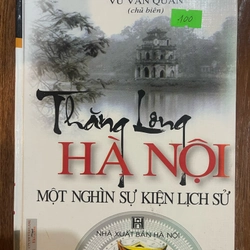 VŨ VĂN QUÂN
(chủ biên)
100
Thăng Long
HÀ NỘI
MỘT NGHÌN SỰ KIỆN LỊCH SỬ
NHÀ XUẤT BẢN HÀ NỘI